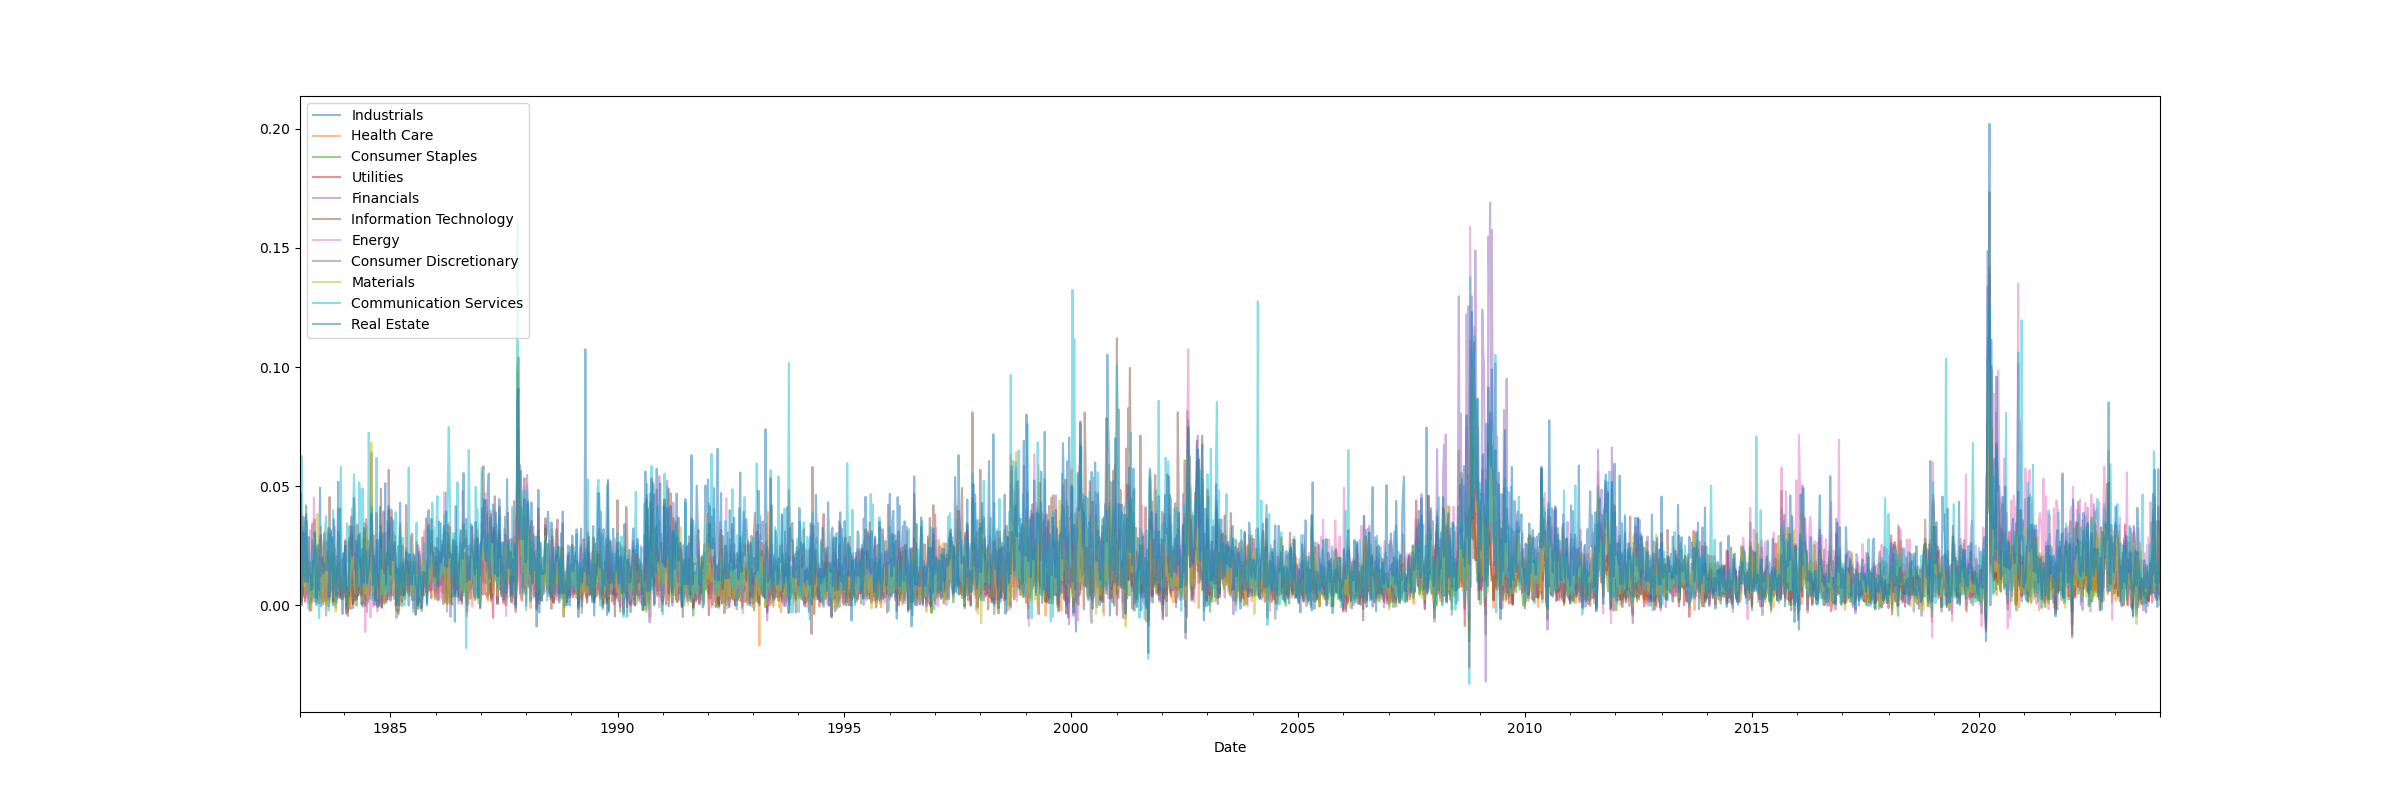 0.20
0.15
0.10
0.05
0.00
Industrials
Health Care
Consumer Staples
Utilities
Financials
Information Technology
Energy
Consumer Discretionary
Materials
Communication Services
Real Estate
1985 1990 1995 2000 2005 2010 2015 2020
Date